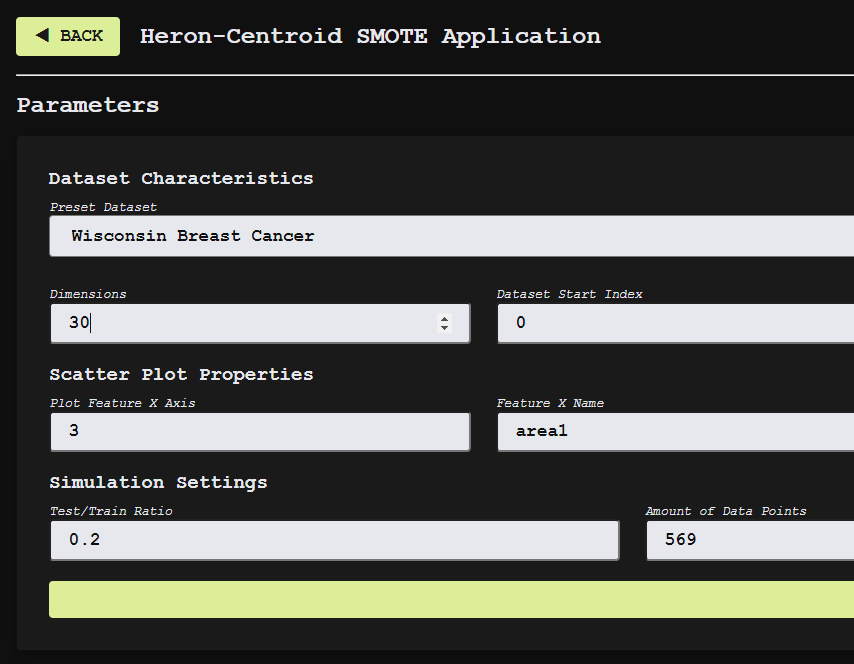 ◀ BACK Heron-Centroid SMOTE Application
Parameters
Dataset Characteristics
Preset Dataset
Wisconsin Breast Cancer
Dimensions Dataset Start Index
30 0
Scatter Plot Properties
Plot Feature X Axis Feature X Name
3 area1
Simulation Settings
Test/Train Ratio Amount of Data Points
0.2 569